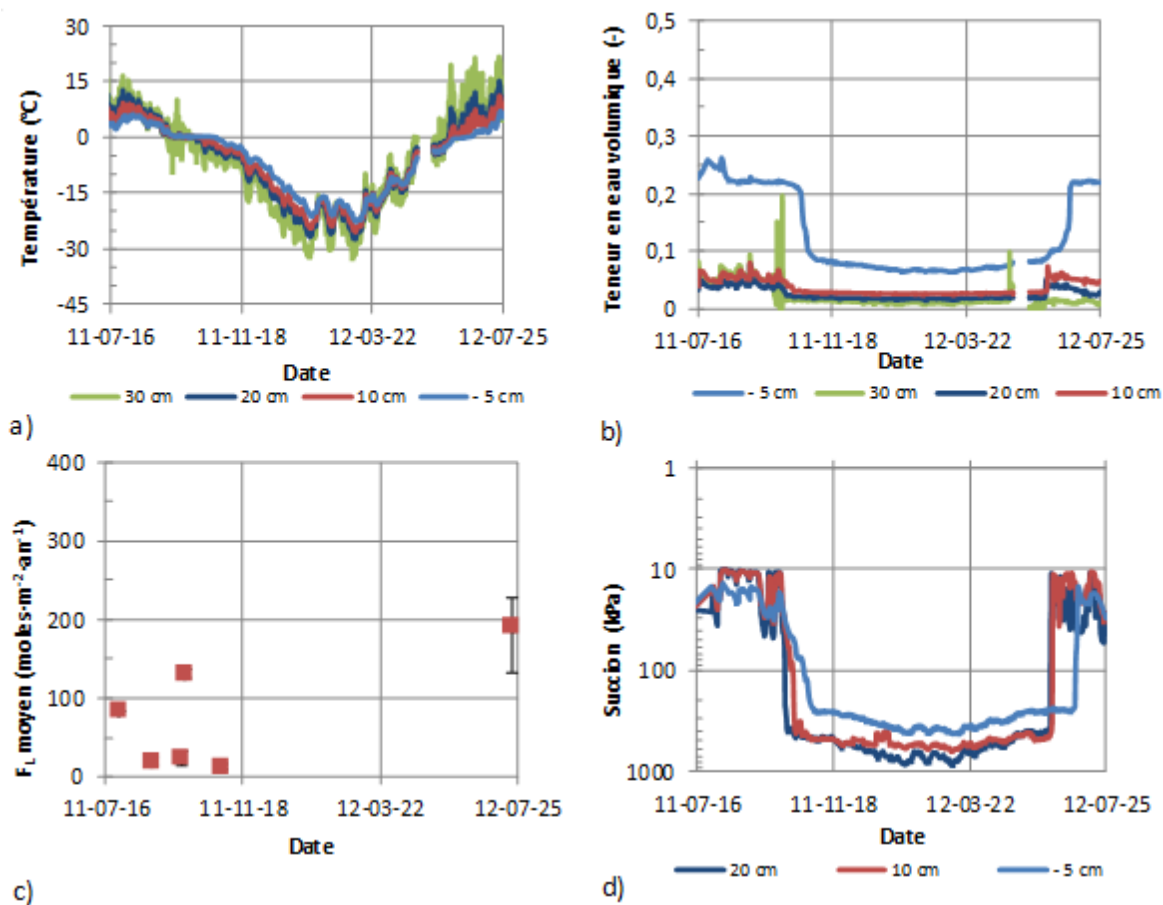 Température (°C)
30
15
0
-15
-30
-45
11-07-16 11-11-18 12-03-22 12-07-25
Date
30 cm 20 cm 10 cm - 5 cm
a)
Teneur en eau volumique (-)
0,5
0,4
0,3
0,2
0,1
0
11-07-16 11-11-18 12-03-22 12-07-25
Date
- 5 cm 30 cm 20 cm 10 cm
b)
FL moyen (moles·m-2·an-1)
400
300
200
100
0
11-07-16 11-11-18 12-03-22 12-07-25
Date
c)
Succion (kPa)
1
10
100
1000
11-07-16 11-11-18 12-03-22 12-07-25
Date
20 cm 10 cm - 5 cm
d)